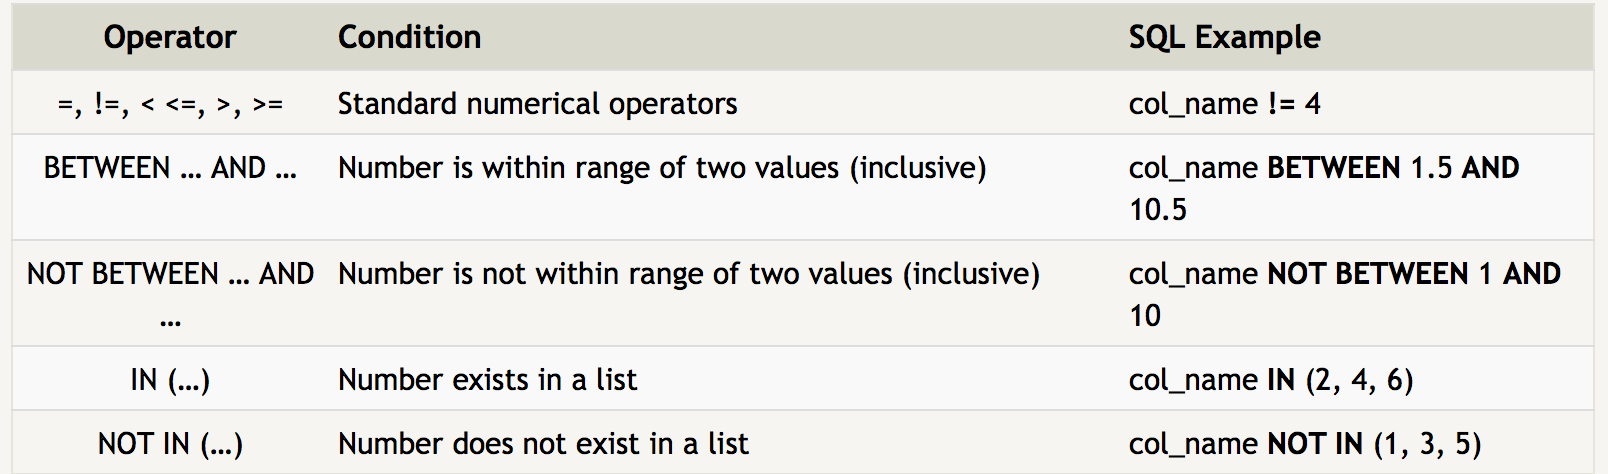 Operator Condition SQL Example
=, !=, < <=, >, >= Standard numerical operators col_name != 4
BETWEEN … AND … Number is within range of two values (inclusive) col_name BETWEEN 1.5 AND
10.5
NOT BETWEEN … AND Number is not within range of two values (inclusive) col_name NOT BETWEEN 1 AND
… 10
IN (…) Number exists in a list col_name IN (2, 4, 6)
NOT IN (…) Number does not exist in a list col_name NOT IN (1, 3, 5)